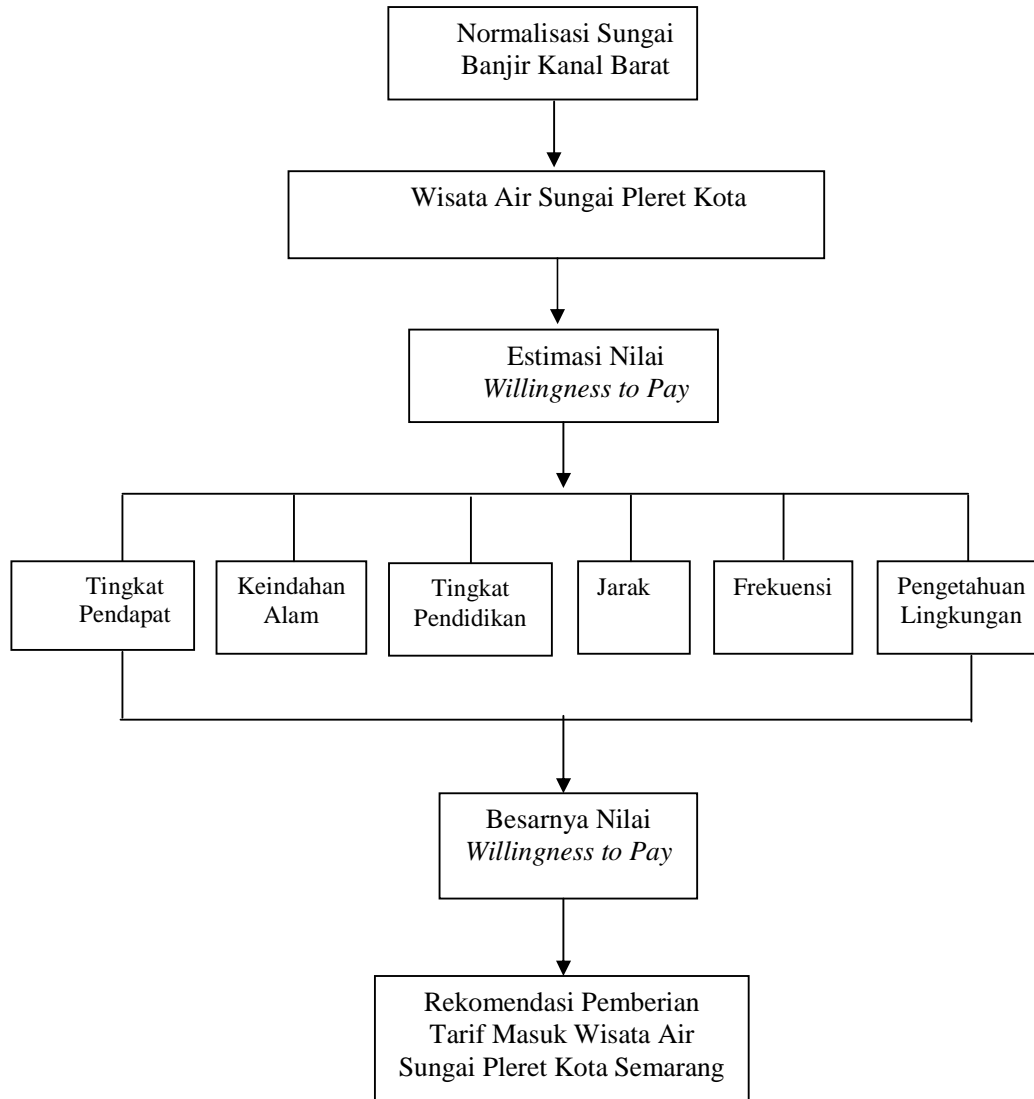 Normalisasi Sungai
Banjir Kanal Barat
Wisata Air Sungai Pleret Kota
Estimasi Nilai
Willingness to Pay
Tingkat
Pendapat
Keindahan
Alam
Tingkat
Pendidikan
Jarak
Frekuensi
Pengetahuan
Lingkungan
Besarnya Nilai
Willingness to Pay
Rekomendasi Pemberian
Tarif Masuk Wisata Air
Sungai Pleret Kota Semarang